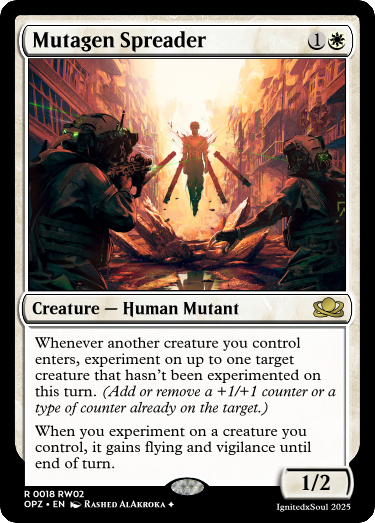 Mutagen Spreader 1
Creature — Human Mutant
Whenever another creature you control
enters, experiment on up to one target
creature that hasn't been experimented on
this turn. (Add or remove a +1/+1 counter or a
type of counter already on the target.)
When you experiment on a creature you
control, it gains flying and vigilance until
end of turn.
1/2
R 0018 RW02
OPZ • EN Rashed AlAkroka
IgnitedxSoul 2025